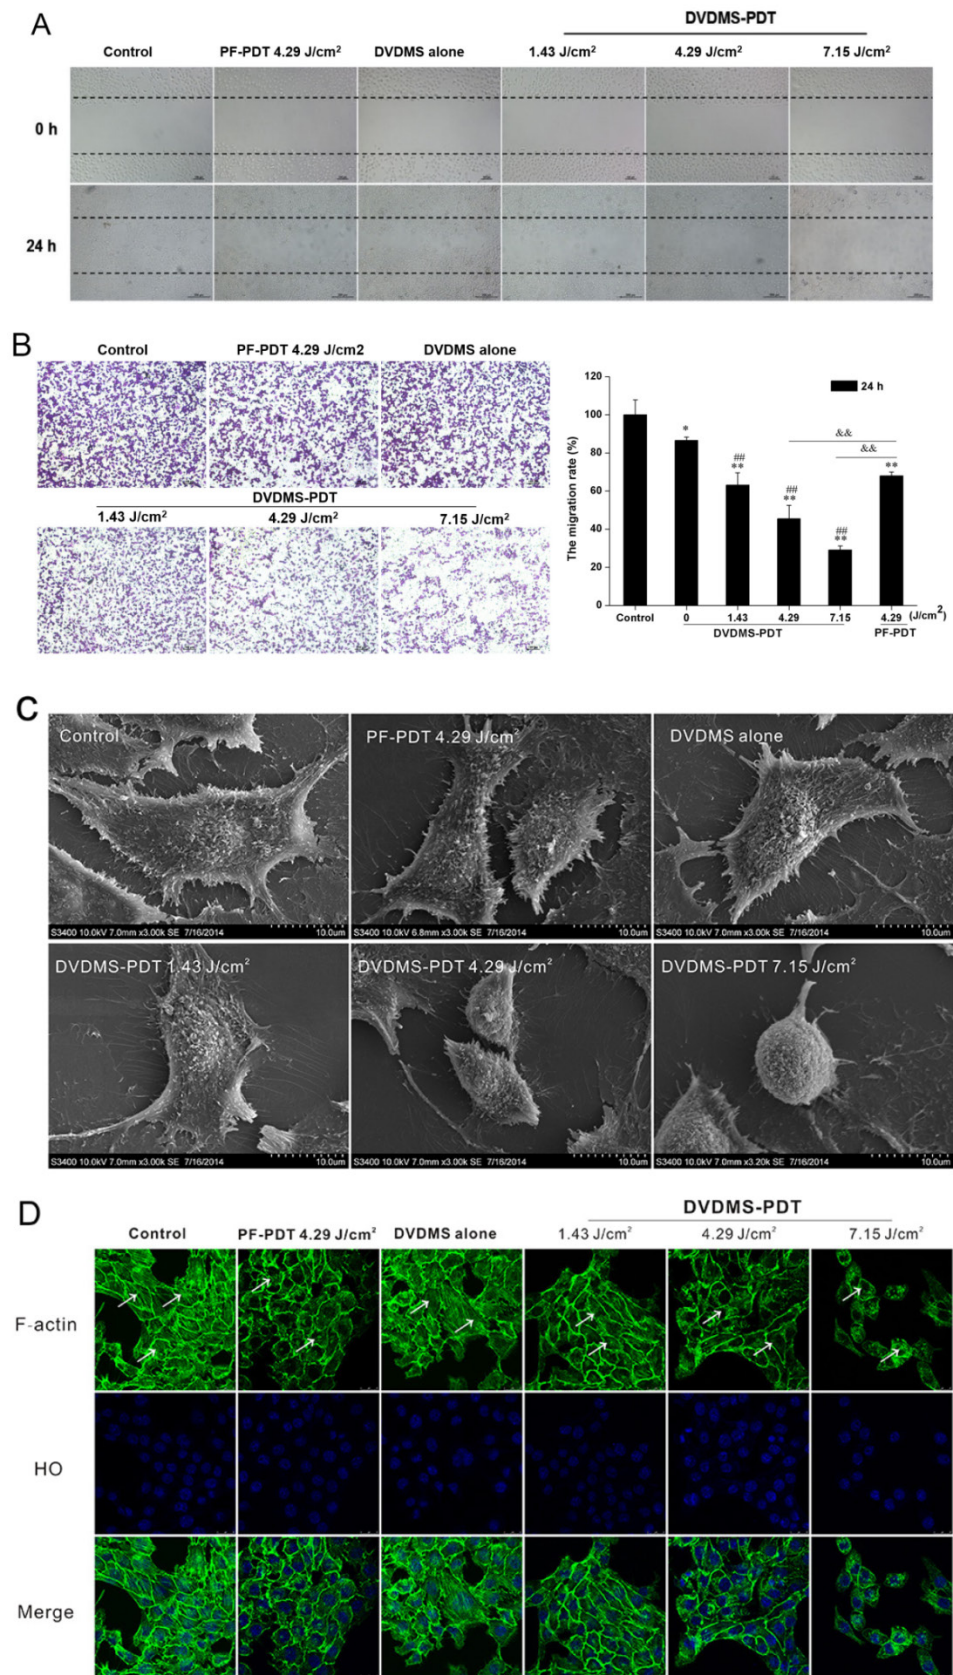 A
DVDMS-PDT
Control PF-PDT 4.29 J/cm² DVDMS alone 1.43 J/cm² 4.29 J/cm² 7.15 J/cm²
0 h
24 h
B
Control PF-PDT 4.29 J/cm2 DVDMS alone
DVDMS-PDT
1.43 J/cm² 4.29 J/cm² 7.15 J/cm²
The migration rate (%)
120
100
80
60
40
20
0
24 h
&&
&&
*
##
**
##
**
##
**
**
Control 0 1.43 4.29 7.15 4.29 (J/cm²)
DVDMS-PDT PF-PDT
C
Control PF-PDT 4.29 J/cm² DVDMS alone
S3400 10.0kV 7.0mm x3.00k SE 7/16/2014 10.0um
S3400 10.0kV 6.8mm x3.00k SE 7/16/2014 10.0um
S3400 10.0kV 7.0mm x3.00k SE 7/16/2014 10.0um
DVDMS-PDT 1.43 J/cm² DVDMS-PDT 4.29 J/cm² DVDMS-PDT 7.15 J/cm²
S3400 10.0kV 7.0mm x3.00k SE 7/16/2014 10.0um
S3400 10.0kV 7.0mm x3.00k SE 7/16/2014 10.0um
S3400 10.0kV 7.0mm x3.20k SE 7/16/2014 10.0um
D
DVDMS-PDT
Control PF-PDT 4.29 J/cm² DVDMS alone 1.43 J/cm² 4.29 J/cm² 7.15 J/cm²
F-actin
HO
Merge